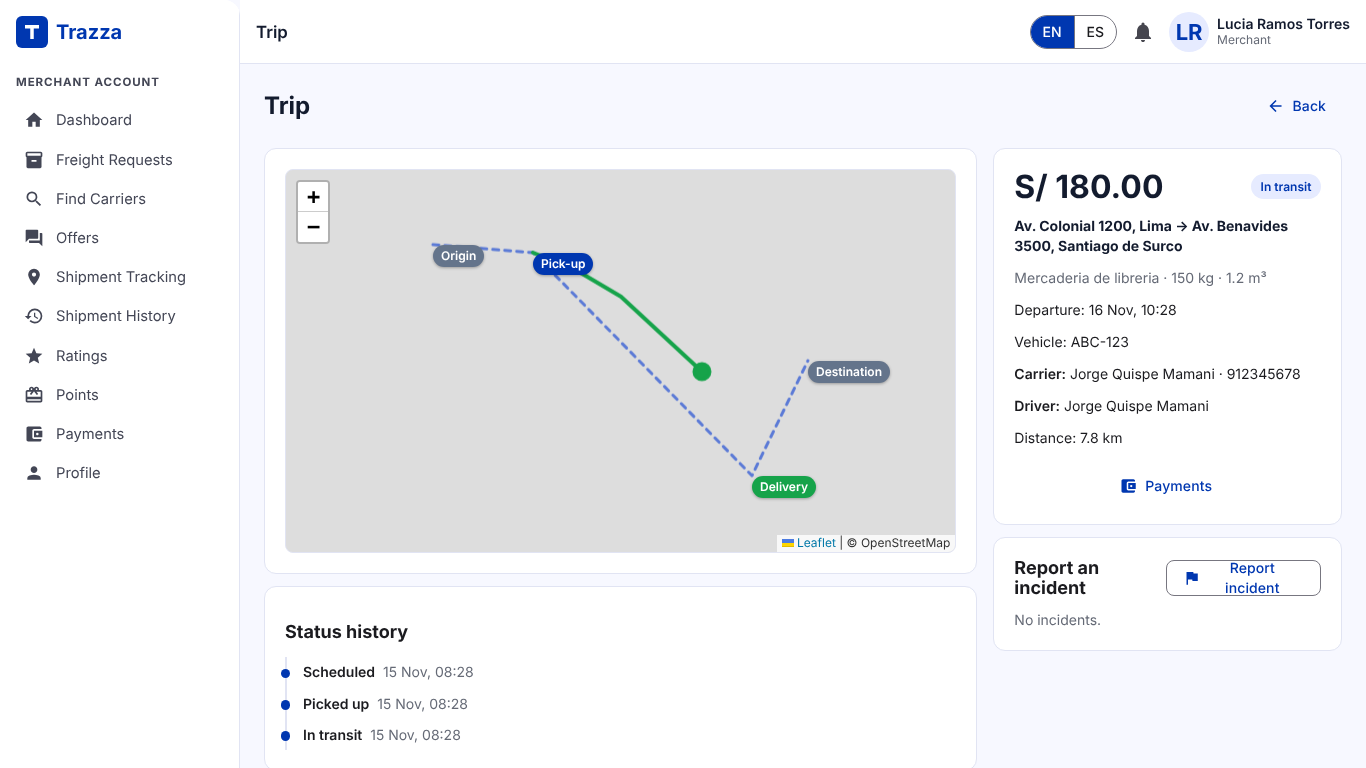 Trazza
Trip
EN
ES
LR
Lucia Ramos Torres
Merchant
MERCHANT ACCOUNT
Dashboard
Freight Requests
Find Carriers
Offers
Shipment Tracking
Shipment History
Ratings
Points
Payments
Profile
Trip
Back
+
−
Origin
Pick-up
Destination
Delivery
Leaflet | © OpenStreetMap
S/ 180.00
In transit
Av. Colonial 1200, Lima → Av. Benavides
3500, Santiago de Surco
Mercaderia de libreria · 150 kg · 1.2 m³
Departure: 16 Nov, 10:28
Vehicle: ABC-123
Carrier: Jorge Quispe Mamani · 912345678
Driver: Jorge Quispe Mamani
Distance: 7.8 km
Payments
Report an
incident
Report
incident
No incidents.
Status history
Scheduled 15 Nov, 08:28
Picked up 15 Nov, 08:28
In transit 15 Nov, 08:28